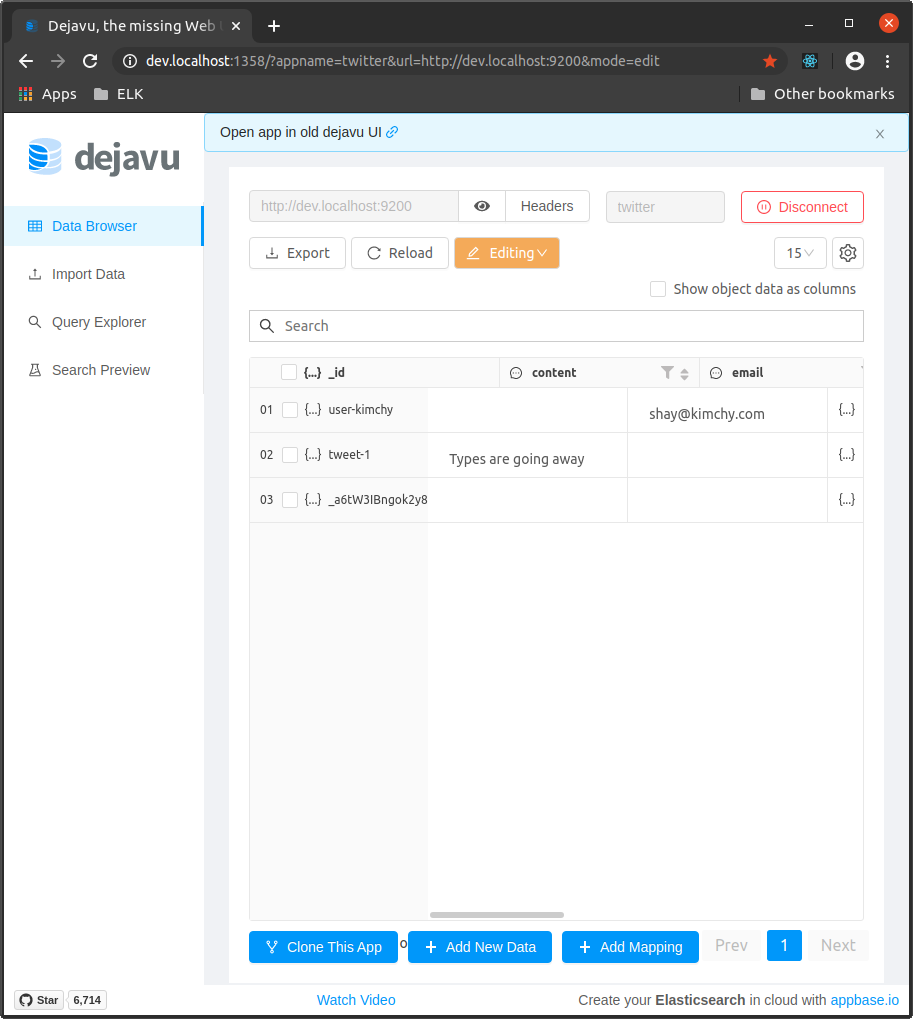 Dejavu, the missing Web
dev.localhost:1358/?appname=twitter&url=http://dev.localhost:9200&mode=edit
Apps ELK Other bookmarks
dejavu
Open app in old dejavu UI
Data Browser
Import Data
Query Explorer
Search Preview
http://dev.localhost:9200 Headers twitter Disconnect
Export Reload Editing 15
Show object data as columns
Search
{...} _id content email
01 {...} user-kimchy shay@kimchy.com {...}
02 {...} tweet-1 Types are going away {...}
03 {...} _a6tW3IBngok2y8 {...}
Clone This App o + Add New Data + Add Mapping Prev 1 Next
Star 6,714 Watch Video Create your Elasticsearch in cloud with appbase.io